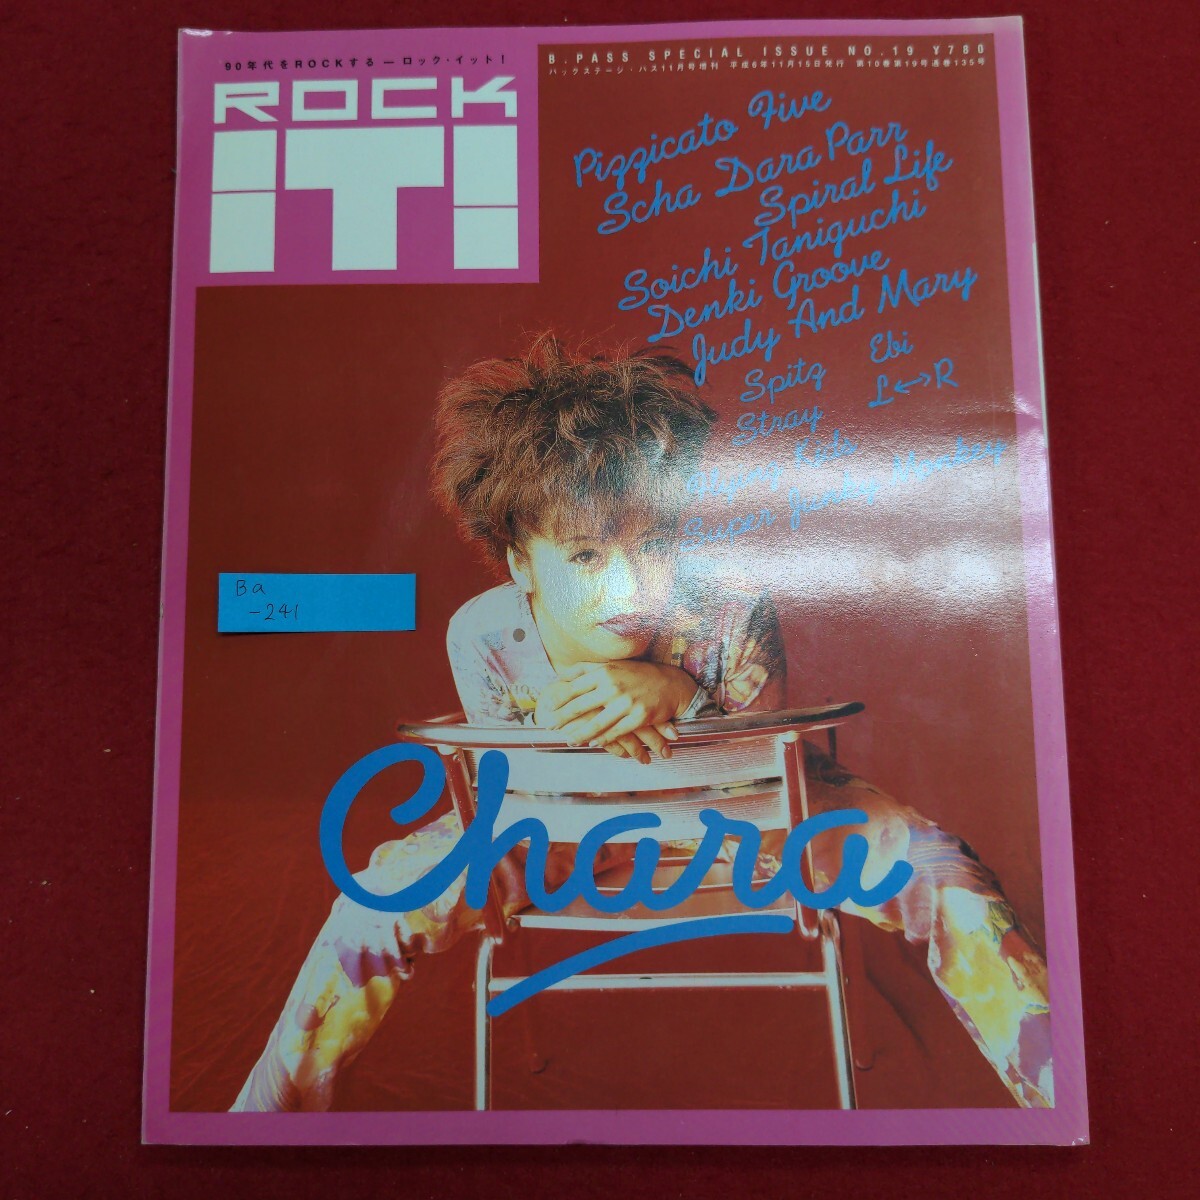 90年代をROCKする ― ロック・イット!
ROCK
iT!
B.PASS SPECIAL ISSUE NO.19 ¥780
バックステージ・パス11月号増刊 平成6年11月15日発行 第10巻第19号通巻135号
Pizzicato Five
Scha Dara Parr
Spiral Life
Soichi Taniguchi
Denki Groove
Judy And Mary
Spitz Ebi
Stray L↔R
Flying Kids
Super Junky Monkey
Ba
-241
Chara